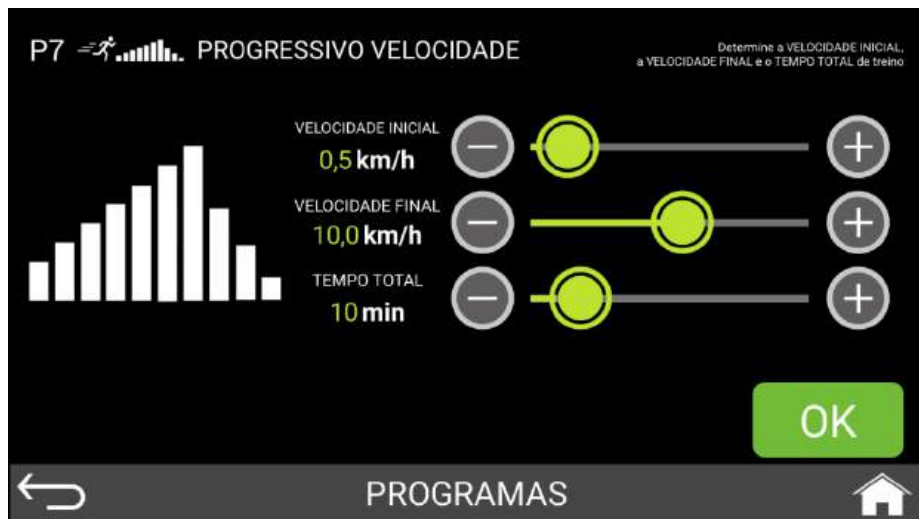 P7 PROGRESSIVO VELOCIDADE
Determine a VELOCIDADE INICIAL,
a VELOCIDADE FINAL e o TEMPO TOTAL de treino
VELOCIDADE INICIAL
0,5 km/h
VELOCIDADE FINAL
10,0 km/h
TEMPO TOTAL
10 min
OK
PROGRAMAS